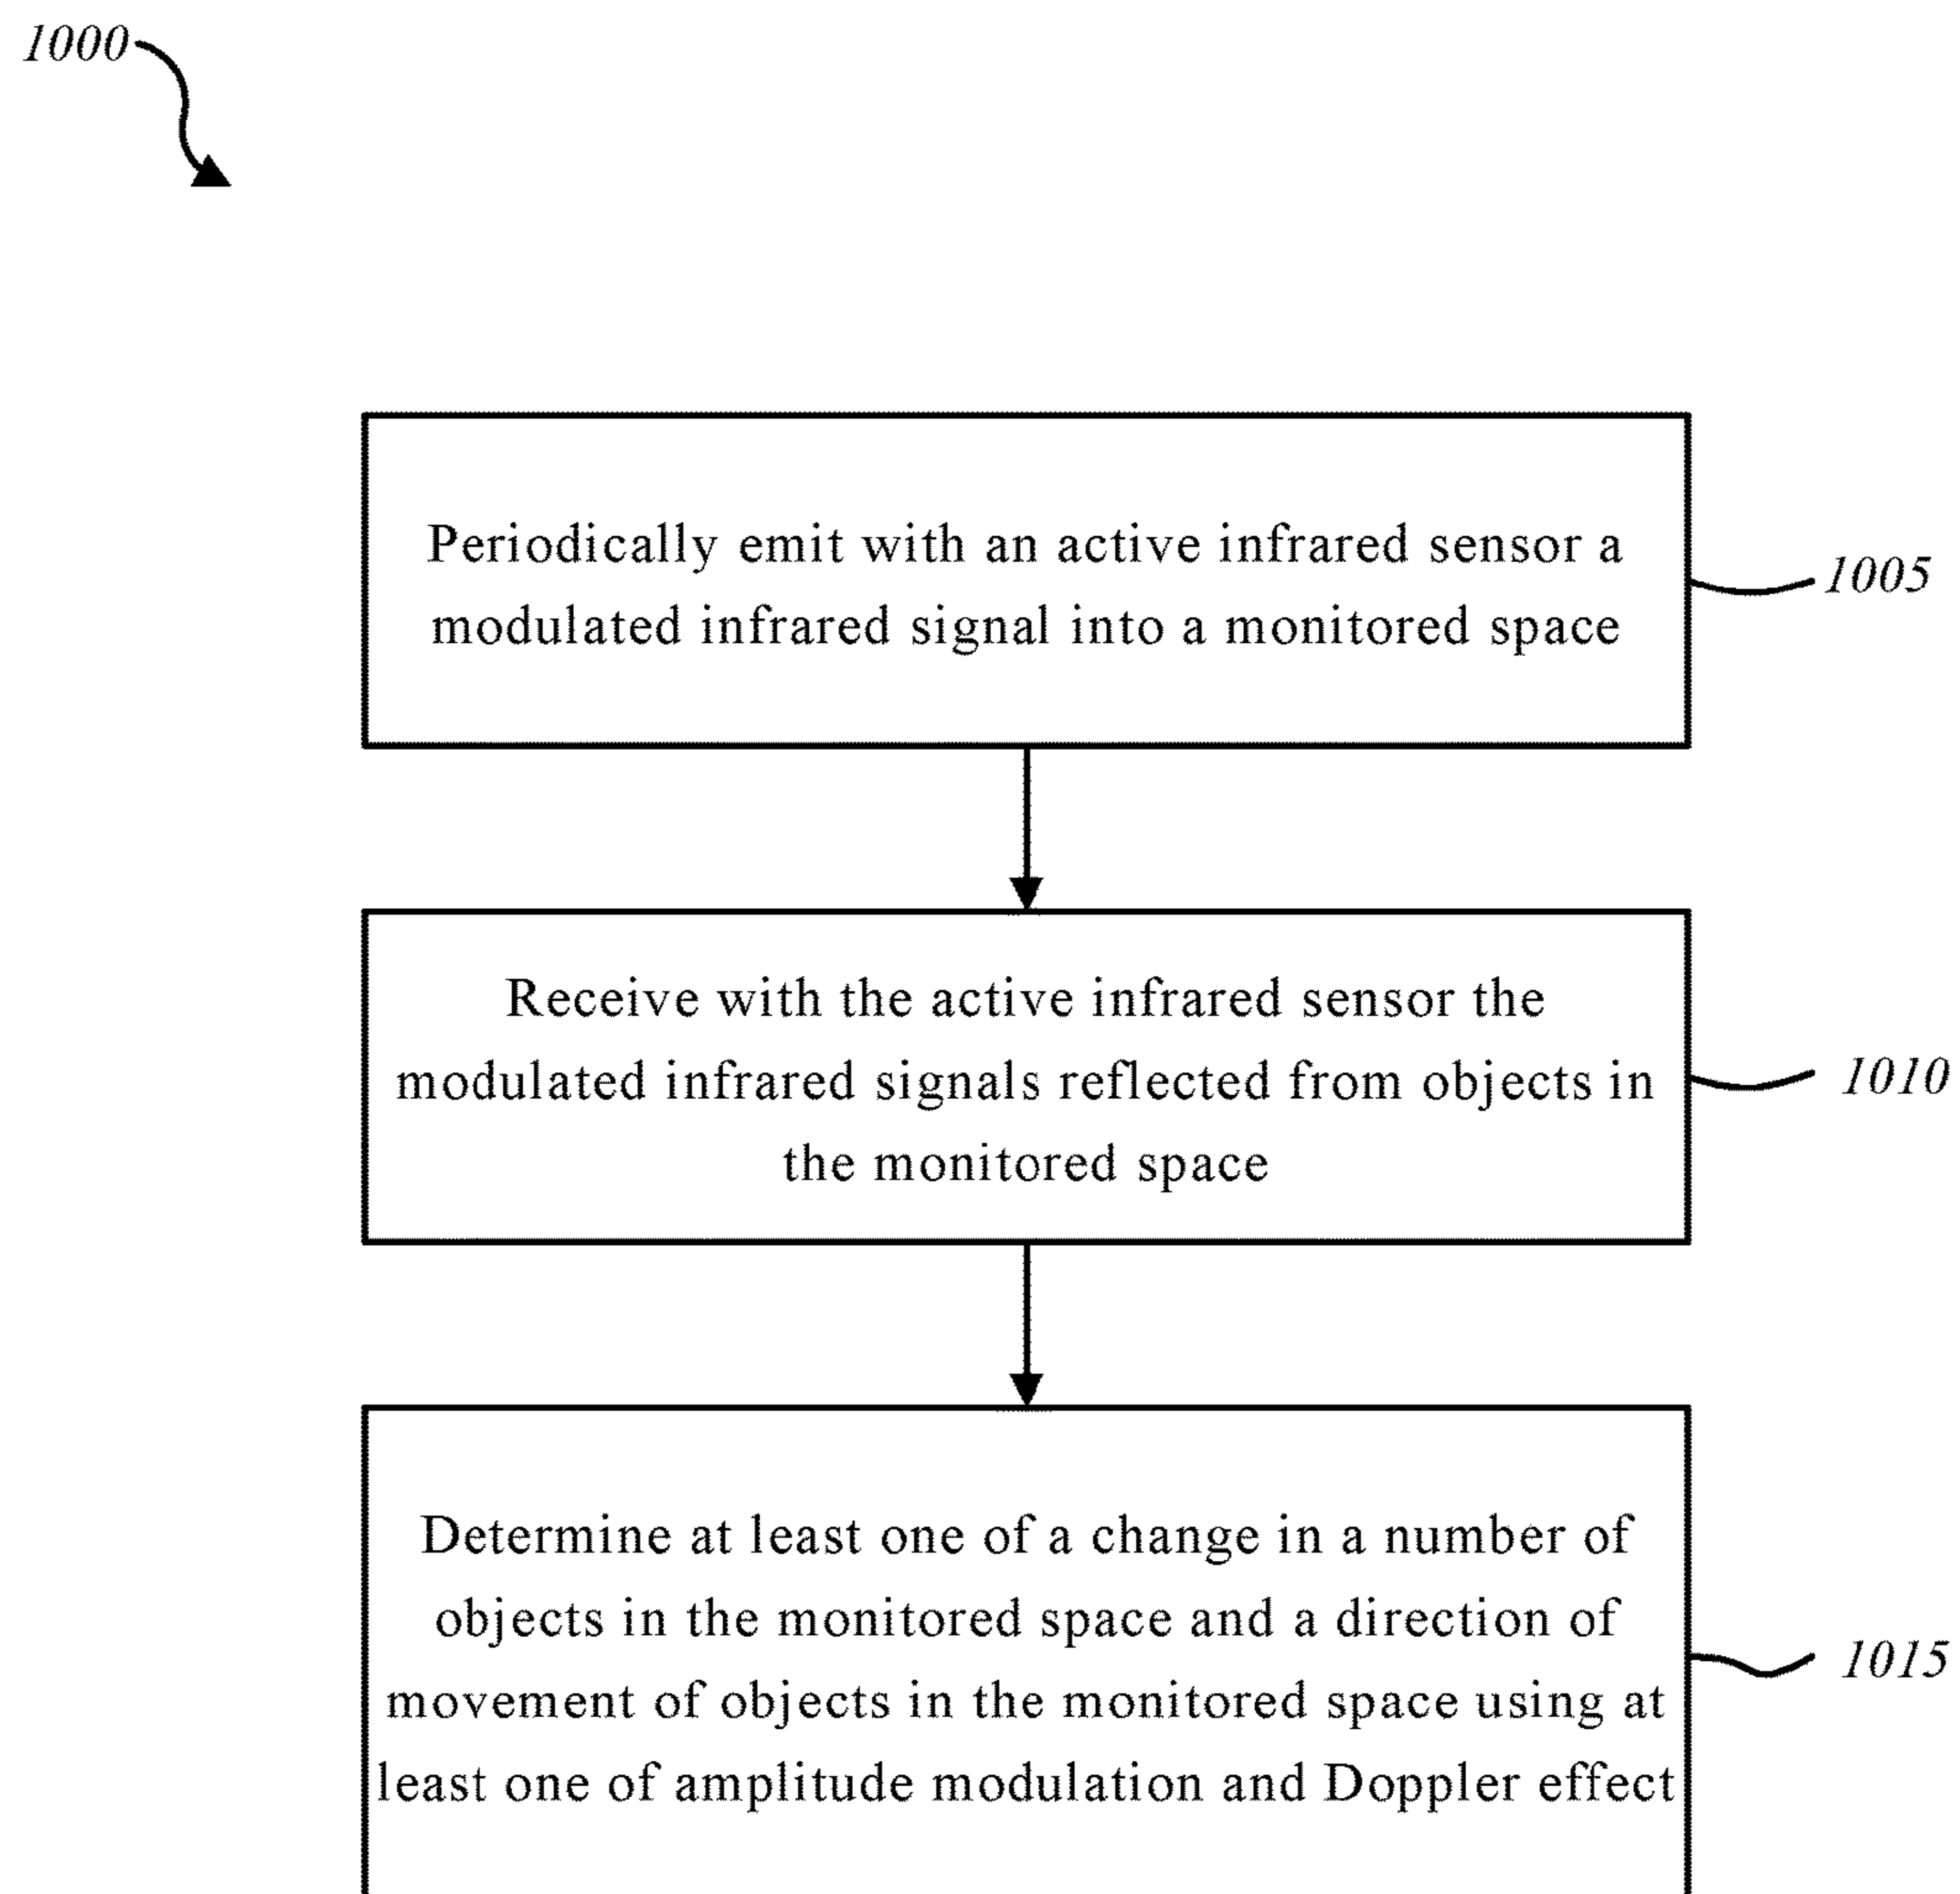 1000
Periodically emit with an active infrared sensor a
modulated infrared signal into a monitored space
1005
Receive with the active infrared sensor the
modulated infrared signals reflected from objects in
the monitored space
1010
Determine at least one of a change in a number of
objects in the monitored space and a direction of
movement of objects in the monitored space using at
least one of amplitude modulation and Doppler effect
1015